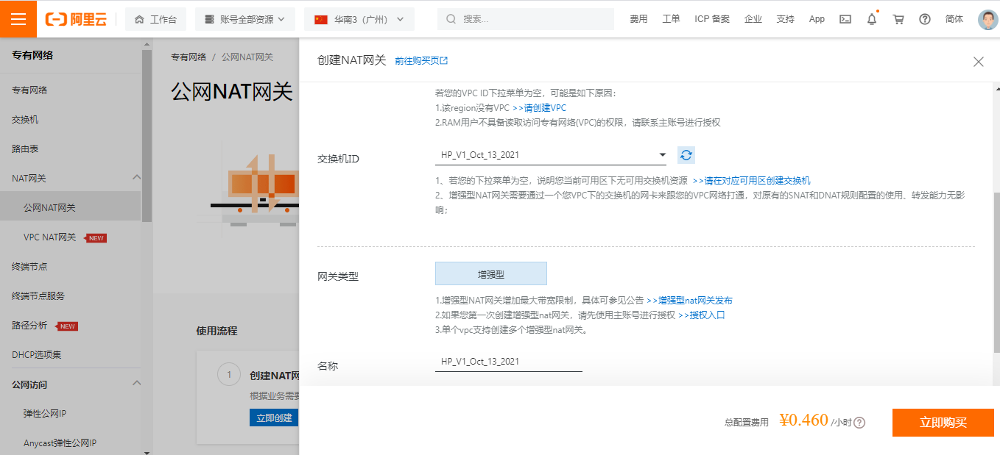 阿里云
工作台
账号全部资源
华南3（广州）
搜索...
费用
工单
ICP 备案
企业
支持
App
简体
专有网络
专有网络
交换机
路由表
NAT网关
公网NAT网关
VPC NAT网关
NEW
终端节点
终端节点服务
路径分析
NEW
DHCP选项集
公网访问
弹性公网IP
Anycast弹性公网IP
专有网络 / 公网NAT网关
公网NAT网关
使用流程
1
创建NAT网
根据业务需要
立即创建
创建NAT网关 前往购买页
若您的VPC ID下拉菜单为空，可能是如下原因：
1.该region没有VPC >>请创建VPC
2.RAM用户不具备读取访问专有网络(VPC)的权限，请联系主账号进行授权
交换机ID
HP_V1_Oct_13_2021
1、若您的下拉菜单为空，说明您当前可用区下无可用交换机资源 >>请在对应可用区创建交换机
2、增强型NAT网关需要通过一个您VPC下的交换机的网卡来跟您的VPC网络打通，对原有的SNAT和DNAT规则配置的使用、转发能力无影
响；
网关类型
增强型
1.增强型NAT网关增加最大带宽限制，具体可参见公告 >>增强型nat网关发布
2.如果您第一次创建增强型nat网关，请先使用主账号进行授权 >>授权入口
3.单个vpc支持创建多个增强型nat网关。
名称
HP_V1_Oct_13_2021
总配置费用 ¥0.460 /小时
立即购买